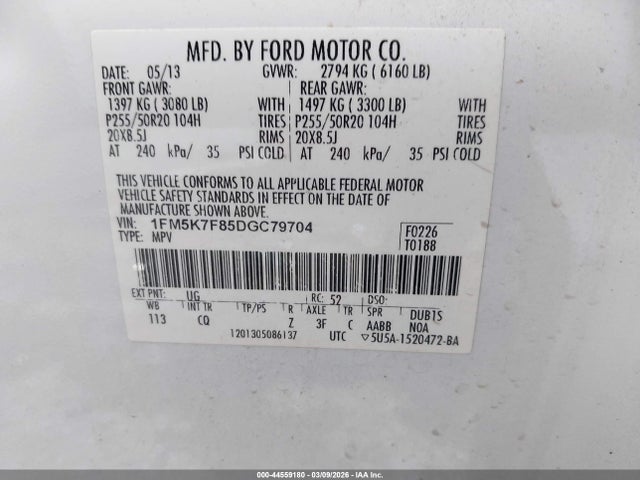 MFD. BY FORD MOTOR CO.
DATE: 05/13 GVWR: 2794 KG ( 6160 LB)
FRONT GAWR: REAR GAWR:
1397 KG ( 3080 LB) WITH 1497 KG ( 3300 LB) WITH
P255/50R20 104H TIRES P255/50R20 104H TIRES
20X8.5J RIMS 20X8.5J RIMS
AT 240 kPa/ 35 PSI COLD AT 240 kPa/ 35 PSI COLD
THIS VEHICLE CONFORMS TO ALL APPLICABLE FEDERAL MOTOR
VEHICLE SAFETY STANDARDS IN EFFECT ON THE DATE OF
MANUFACTURE SHOWN ABOVE.
VIN: 1FM5K7F85DGC79704 F0226
TYPE: MPV T0188
EXT PNT: UG RC: 52 DSO:
WB INT TR TP/PS R AXLE TR SPR DUB1S
113 CQ Z 3F C AABB NOA
1201305086137 UTC ▽5U5A-1520472-BA
000-44559180 - 03/09/2026 - IAA Inc.